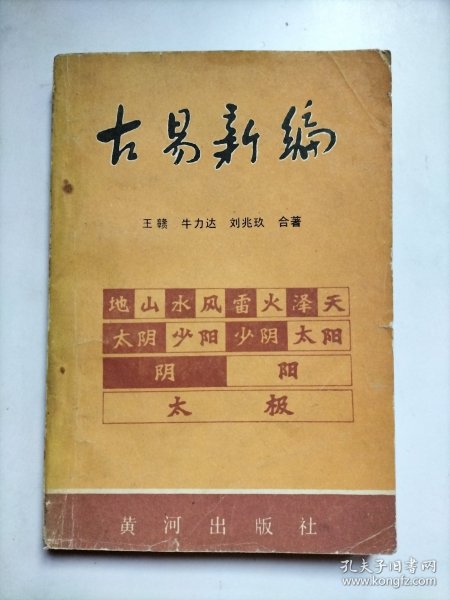 古易新编
王赣 牛力达 刘兆玖 合著
地山水风雷火泽天
太阴少阳少阴太阳
阴 阳
太 极
黄河出版社
孔夫子旧书网
www.kongfz.com